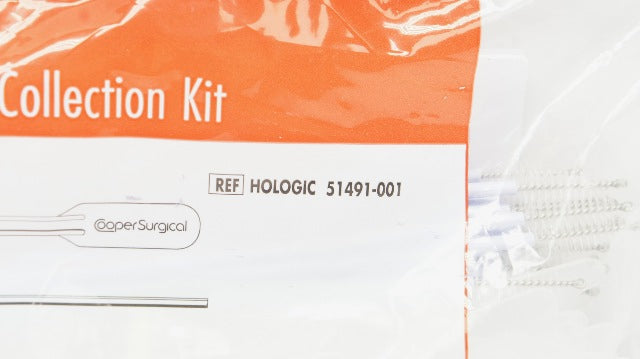 Collection Kit
REF HOLOGIC 51491-001
CooperSurgical